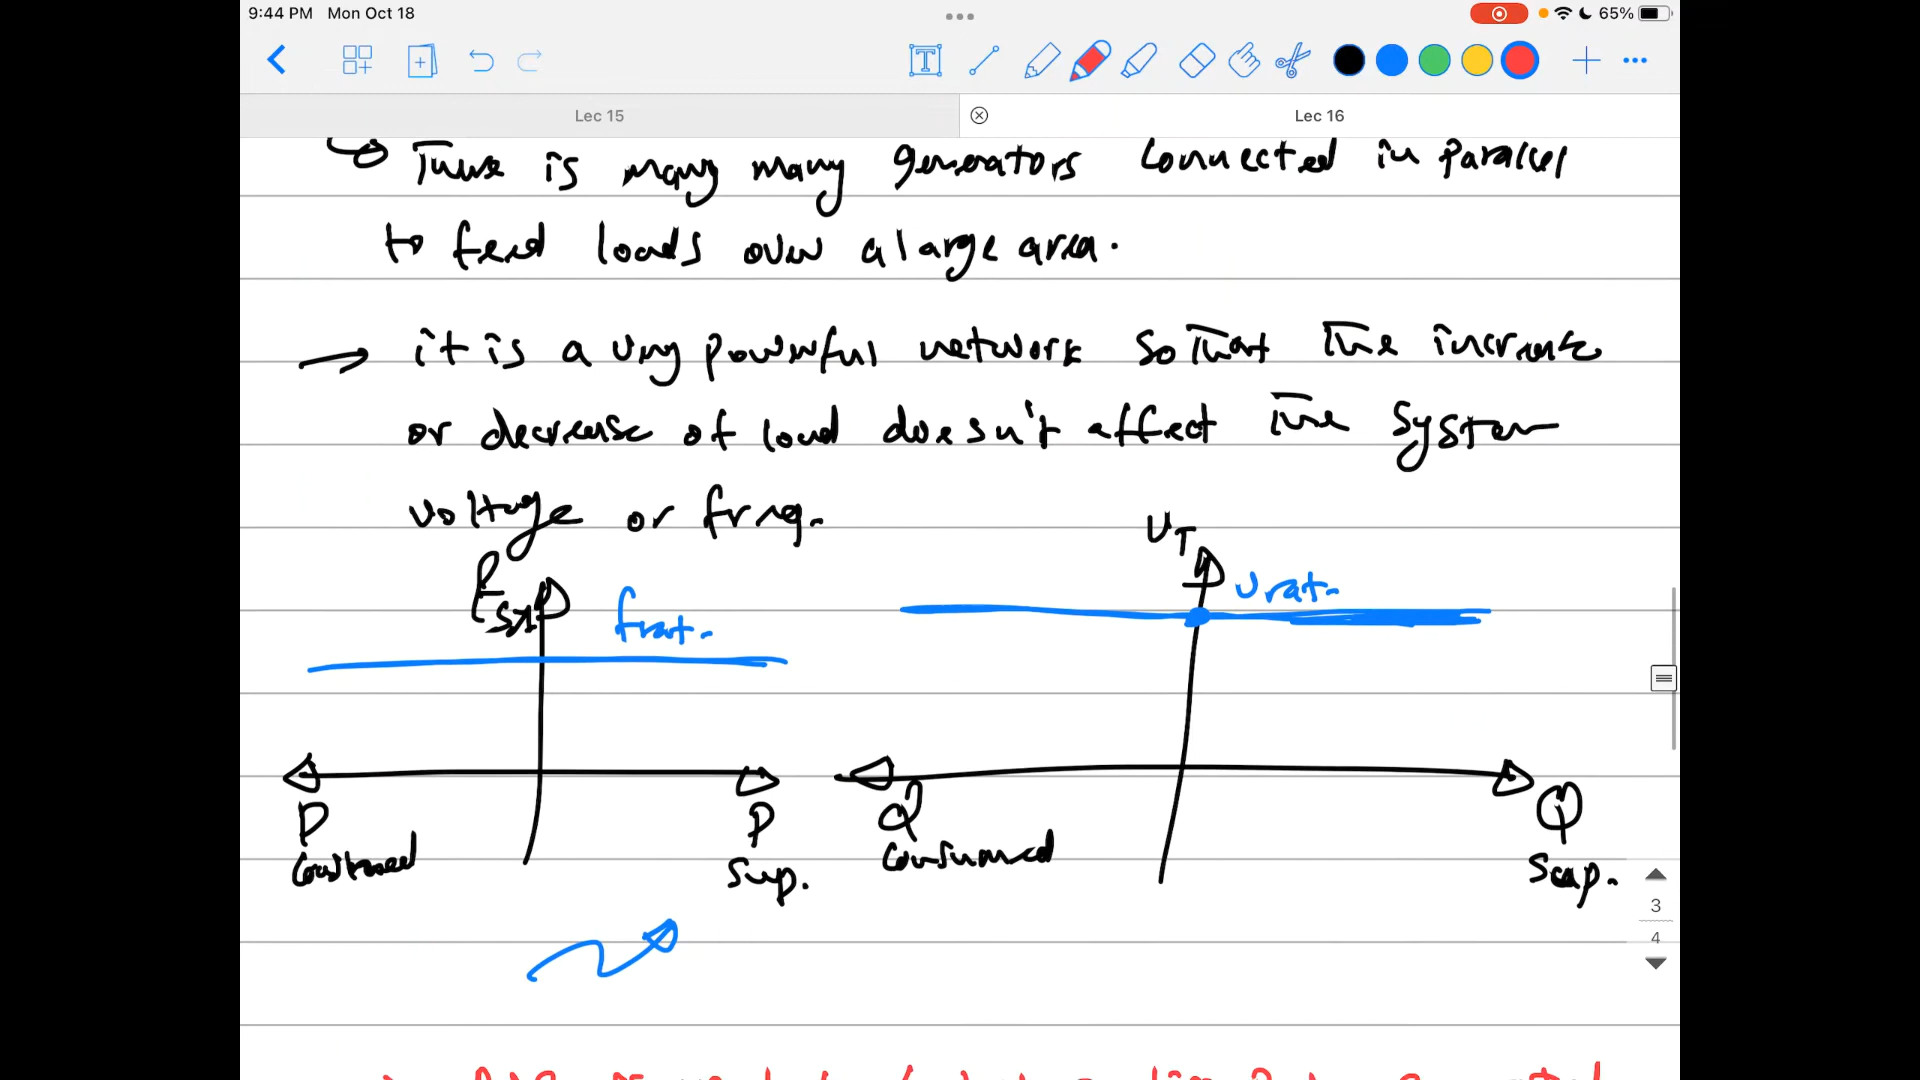 9:44 PM Mon Oct 18
65%
T
Lec 15
Lec 16
There is many many generators connected in parallel
to feed loads over a large area.
→ it is a very powerful network so that the increase
or decrease of load doesn't affect the system
voltage or freq.
fsys
frat.
VT
Vrat.
P
consumed
P
Sup.
Q
consumed
Q
Sup.
3
4